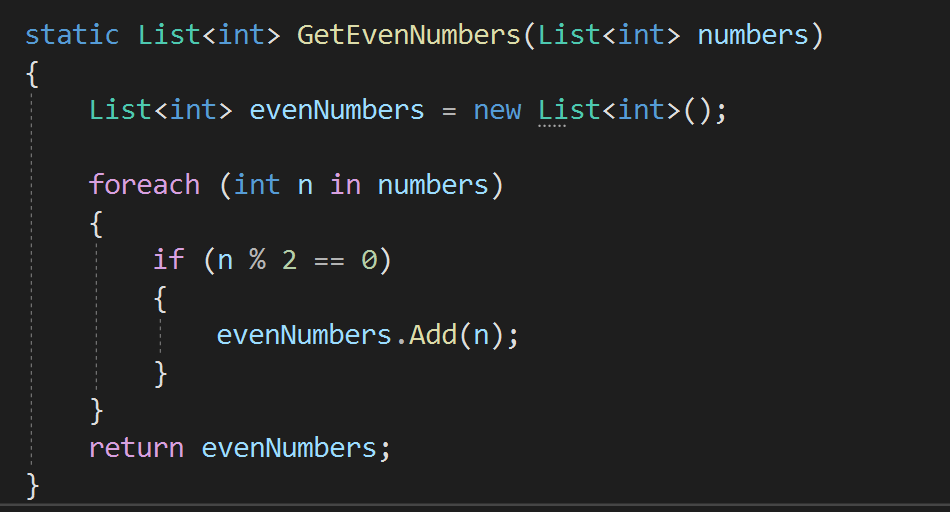 static List<int> GetEvenNumbers(List<int> numbers)
{
    List<int> evenNumbers = new List<int>();
    foreach (int n in numbers)
    {
        if (n % 2 == 0)
        {
            evenNumbers.Add(n);
        }
    }
    return evenNumbers;
}